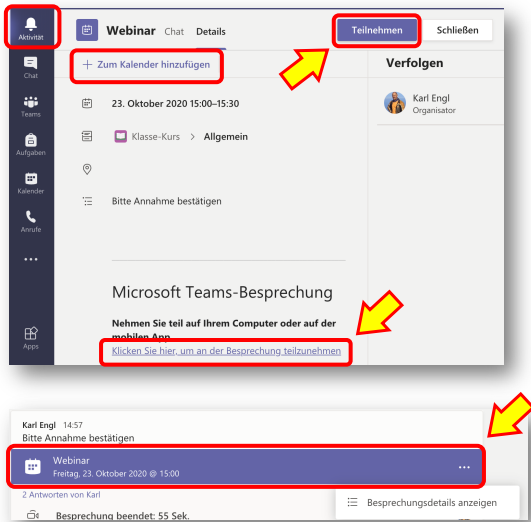 Aktivität
Chat
Teams
Aufgaben
Kalender
Anrufe
Apps
Webinar Chat Details
Teilnehmen
Schließen
+ Zum Kalender hinzufügen
23. Oktober 2020 15:00–15:30
Klasse-Kurs > Allgemein
Bitte Annahme bestätigen
Microsoft Teams-Besprechung
Nehmen Sie teil auf Ihrem Computer oder auf der
mobilen App
Klicken Sie hier, um an der Besprechung teilzunehmen
Verfolgen
Karl Engl
Organisator
Karl Engl 14:57
Bitte Annahme bestätigen
Webinar
Freitag, 23. Oktober 2020 @ 15:00
2 Antworten von Karl
Besprechung beendet: 55 Sek.
Besprechungsdetails anzeigen